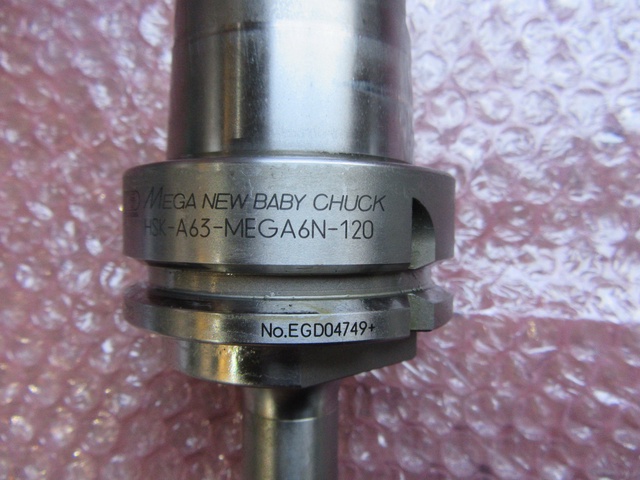 MEGA NEW BABY CHUCK
HSK-A63-MEGA6N-120
No.EGD04749+